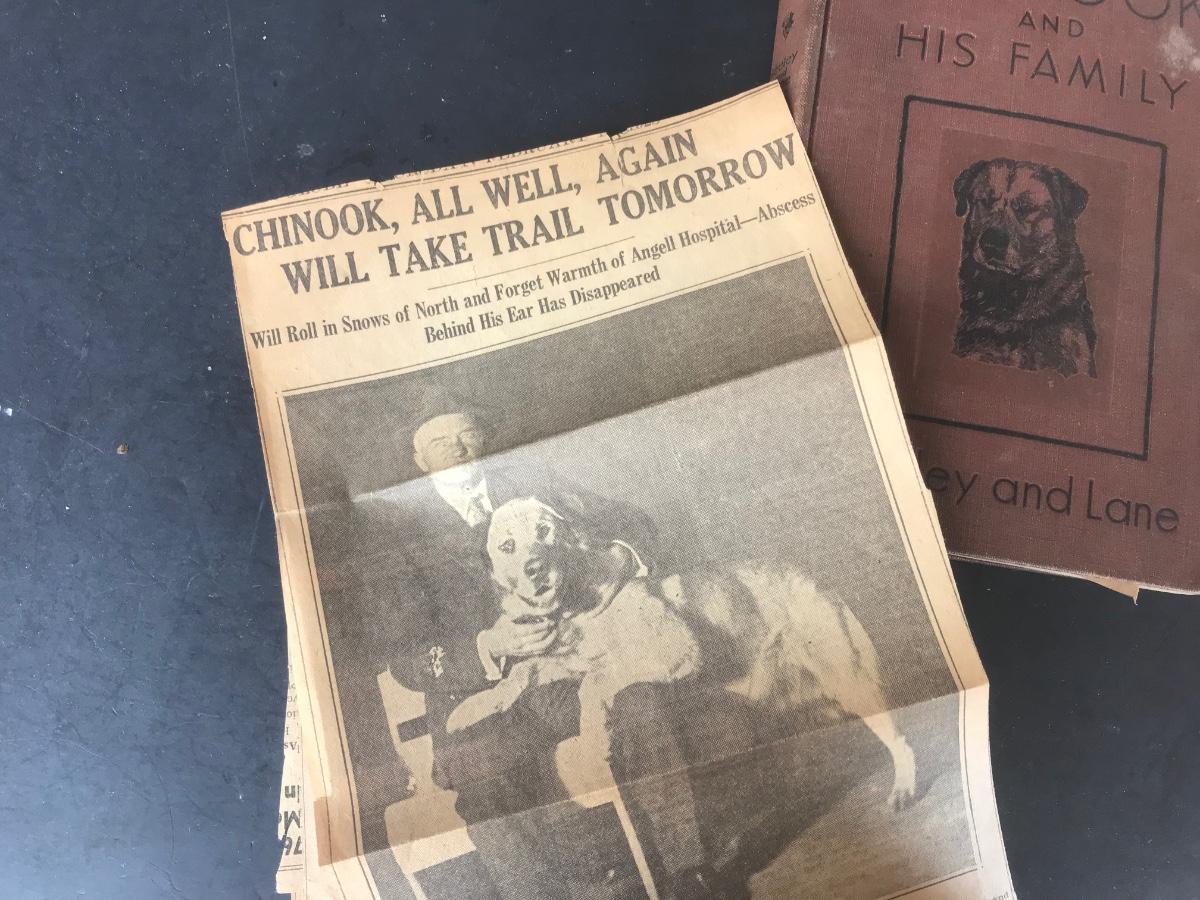 CHINOOK, ALL WELL, AGAIN
WILL TAKE TRAIL TOMORROW
Will Roll in Snows of North and Forget Warmth of Angell Hospital—Abscess
Behind His Ear Has Disappeared
AND
HIS FAMILY
ey and Lane